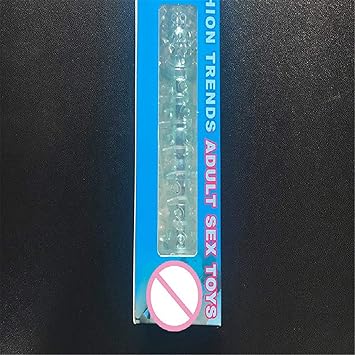 HION TRENDS ADULT SEX TOYS